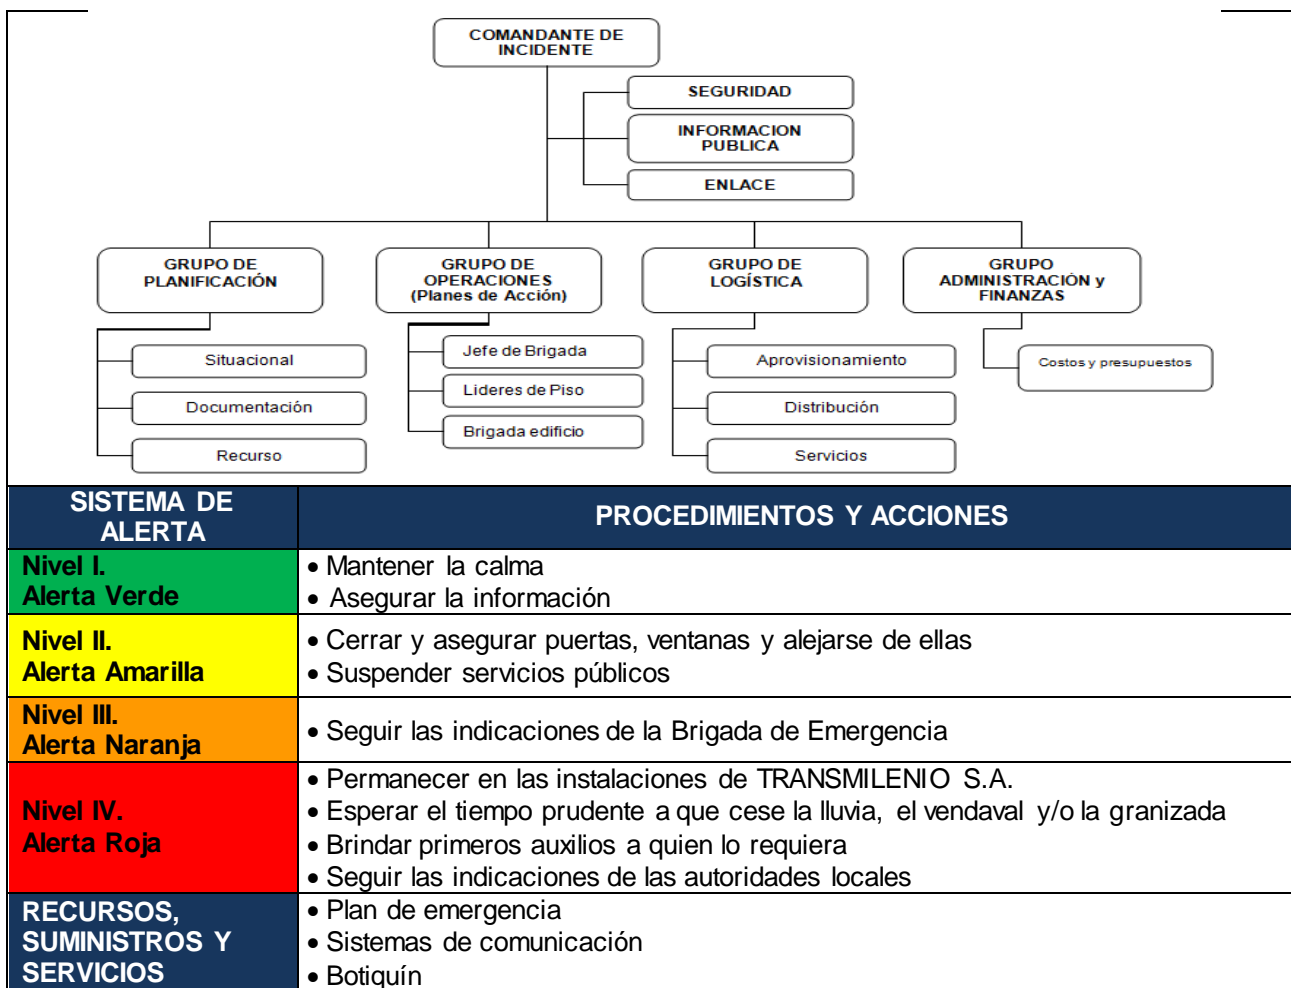 COMANDANTE DE
INCIDENTE
SEGURIDAD
INFORMACION
PUBLICA
ENLACE
GRUPO DE
PLANIFICACIÓN
GRUPO DE
OPERACIONES
(Planes de Acción)
GRUPO DE
LOGÍSTICA
GRUPO
ADMINISTRACIÓN y
FINANZAS
Situacional
Documentación
Recurso
Jefe de Brigada
Lideres de Piso
Brigada edificio
Aprovisionamiento
Distribución
Servicios
Costos y presupuestos
SISTEMA DE
ALERTA
PROCEDIMIENTOS Y ACCIONES
Nivel I.
Alerta Verde
• Mantener la calma
• Asegurar la información
Nivel II.
Alerta Amarilla
• Cerrar y asegurar puertas, ventanas y alejarse de ellas
• Suspender servicios públicos
Nivel III.
Alerta Naranja
• Seguir las indicaciones de la Brigada de Emergencia
Nivel IV.
Alerta Roja
• Permanecer en las instalaciones de TRANSMILENIO S.A.
• Esperar el tiempo prudente a que cese la lluvia, el vendaval y/o la granizada
• Brindar primeros auxilios a quien lo requiera
• Seguir las indicaciones de las autoridades locales
RECURSOS,
SUMINISTROS Y
SERVICIOS
• Plan de emergencia
• Sistemas de comunicación
• Botiquín